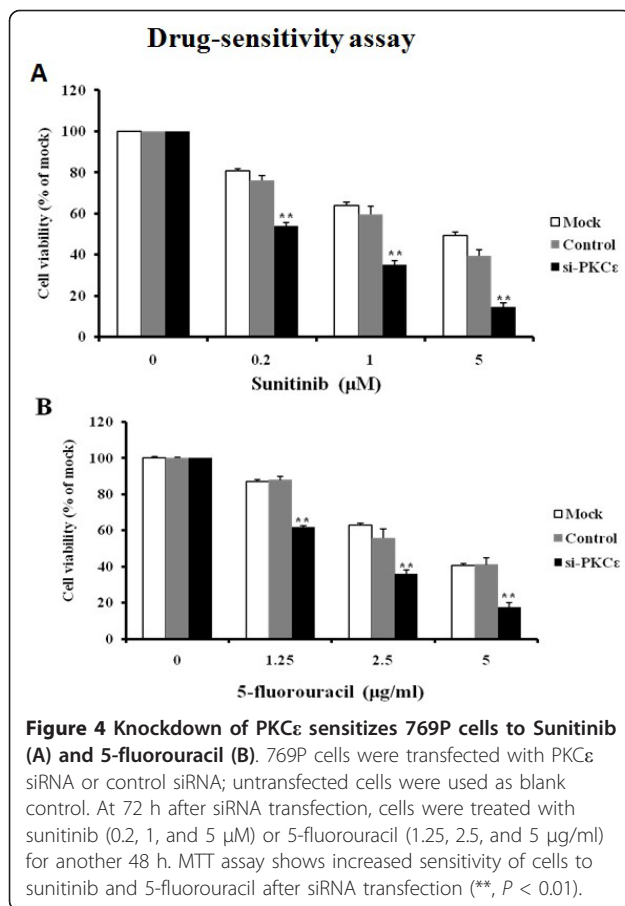 Drug-sensitivity assay
A
Cell viability (% of mock)
120
100
80
60
40
20
0
**
**
**
Mock
Control
si-PKCε
0 0.2 1 5
Sunitinib (µM)
B
Cell viability (% of mock)
120
100
80
60
40
20
0
**
**
**
Mock
Control
si-PKCε
0 1.25 2.5 5
5-fluorouracil (µg/ml)
Figure 4 Knockdown of PKCε sensitizes 769P cells to Sunitinib
(A) and 5-fluorouracil (B). 769P cells were transfected with PKCε
siRNA or control siRNA; untransfected cells were used as blank
control. At 72 h after siRNA transfection, cells were treated with
sunitinib (0.2, 1, and 5 µM) or 5-fluorouracil (1.25, 2.5, and 5 µg/ml)
for another 48 h. MTT assay shows increased sensitivity of cells to
sunitinib and 5-fluorouracil after siRNA transfection (**, P < 0.01).